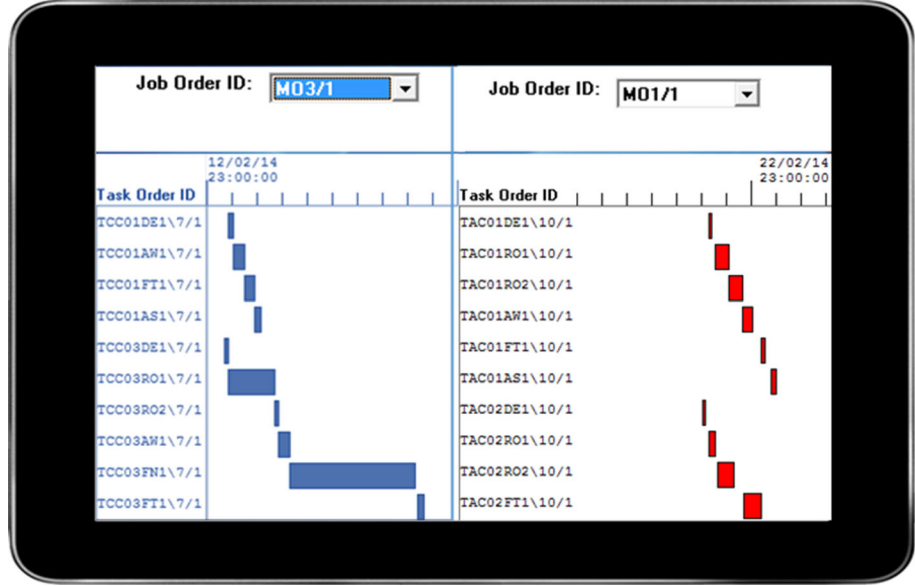 Job Order ID: MO3/1
12/02/14
23:00:00
Task Order ID
TCC01DE1\7/1
TCC01AW1\7/1
TCC01FT1\7/1
TCC01AS1\7/1
TCC03DE1\7/1
TCC03RO1\7/1
TCC03RO2\7/1
TCC03AW1\7/1
TCC03FN1\7/1
TCC03FT1\7/1
Job Order ID: MO1/1
22/02/14
23:00:00
Task Order ID
TAC01DE1\10/1
TAC01RO1\10/1
TAC01RO2\10/1
TAC01AW1\10/1
TAC01FT1\10/1
TAC01AS1\10/1
TAC02DE1\10/1
TAC02RO1\10/1
TAC02RO2\10/1
TAC02FT1\10/1